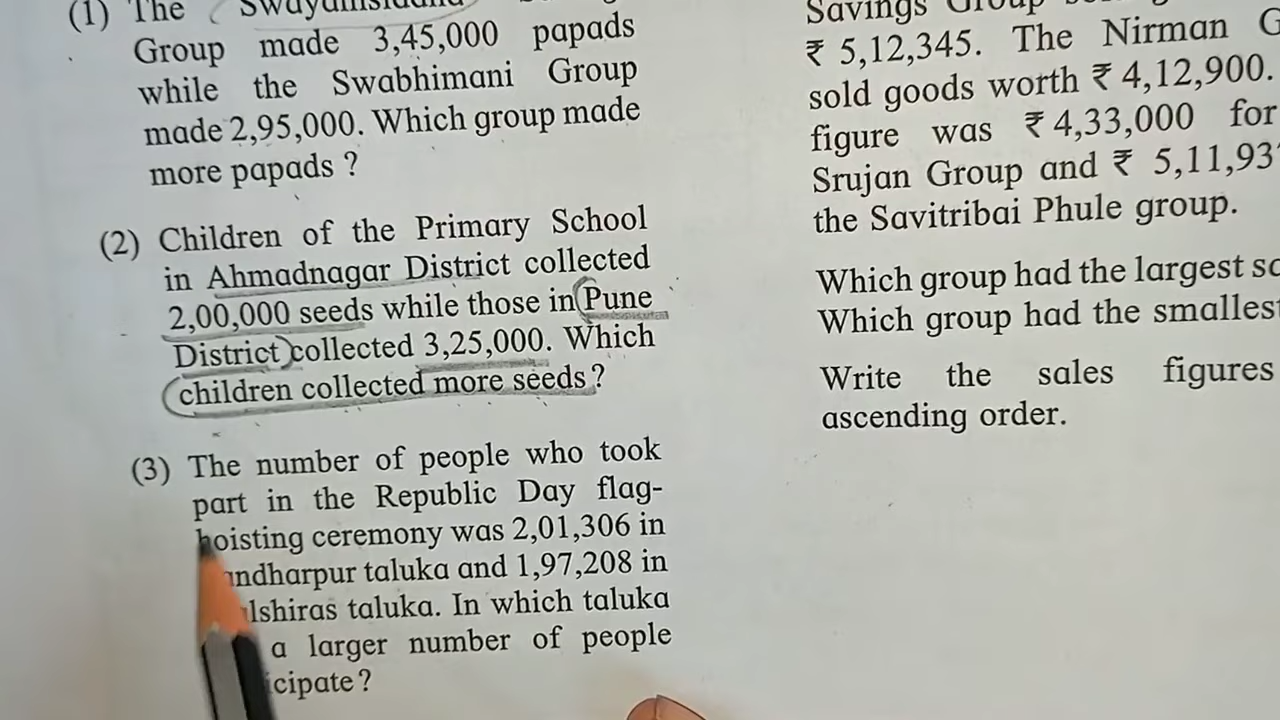 (1) The
Group made 3,45,000 papads
while the Swabhimani Group
made 2,95,000. Which group made
more papads ?
(2) Children of the Primary School
in Ahmadnagar District collected
2,00,000 seeds while those in Pune
District collected 3,25,000. Which
children collected more seeds ?
(3) The number of people who took
part in the Republic Day flag-
hoisting ceremony was 2,01,306 in
ndharpur taluka and 1,97,208 in
lshiras taluka. In which taluka
a larger number of people
icipate ?
Savings Group
₹ 5,12,345. The Nirman G
sold goods worth ₹ 4,12,900.
figure was ₹ 4,33,000 for
Srujan Group and ₹ 5,11,93
the Savitribai Phule group.
Which group had the largest sa
Which group had the smallest
Write the sales figures
ascending order.